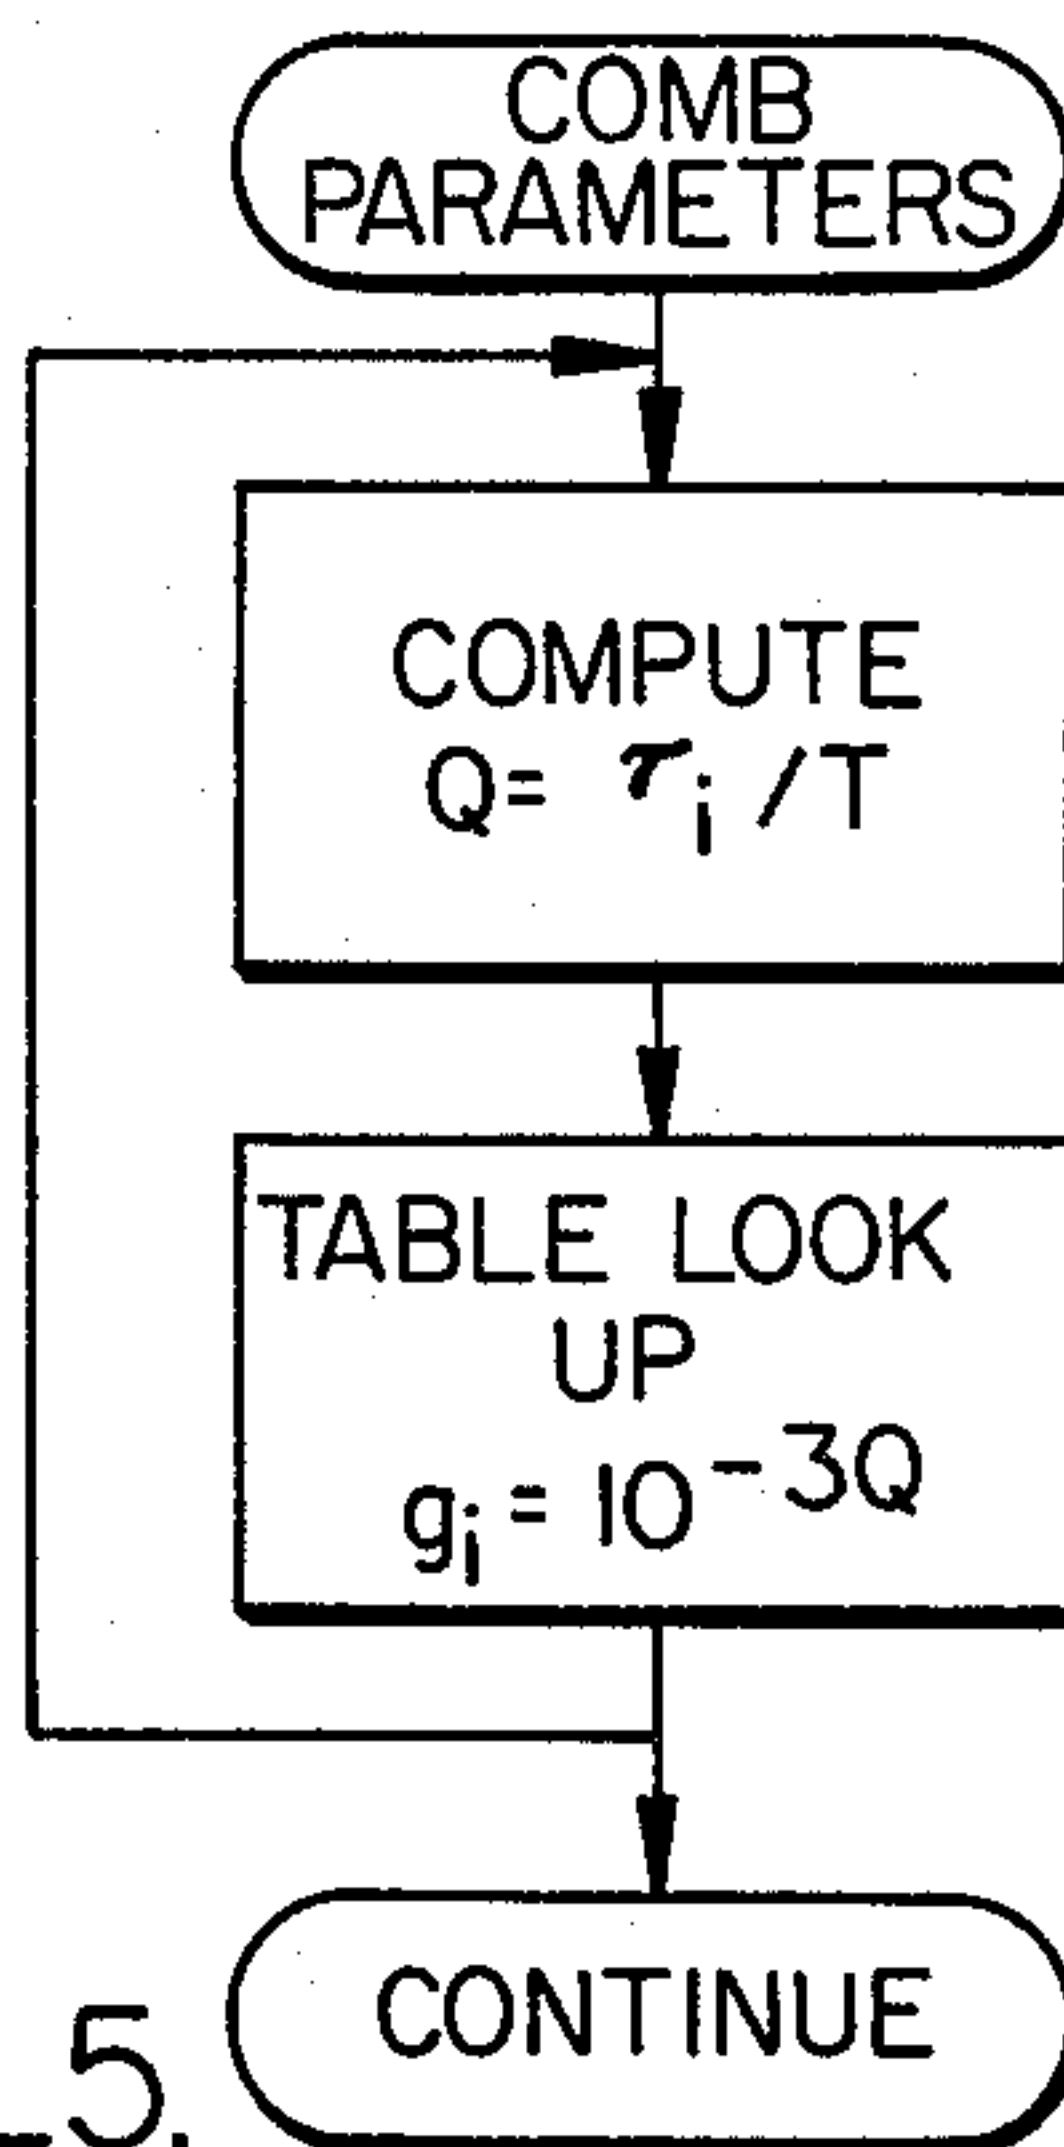 COMB
PARAMETERS
COMPUTE
Q= τi /T
TABLE LOOK
UP
gi = 10^-3Q
CONTINUE
5.